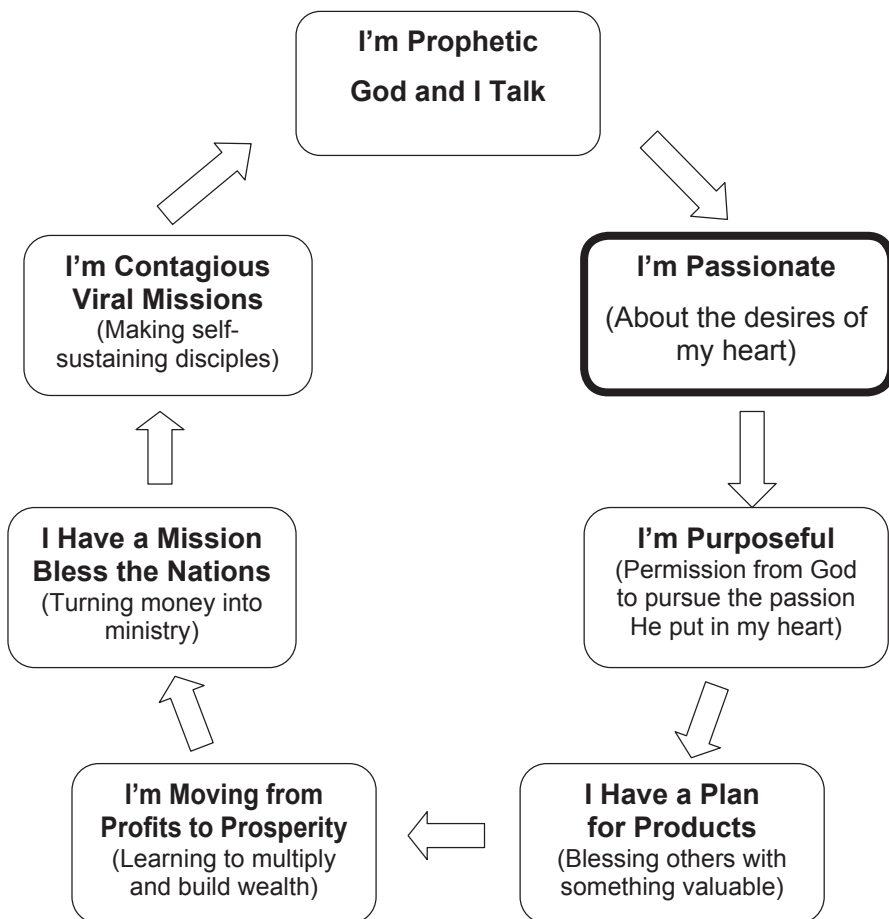 I’m Prophetic
God and I Talk
I’m Passionate
(About the desires of
my heart)
I’m Purposeful
(Permission from God
to pursue the passion
He put in my heart)
I Have a Plan
for Products
(Blessing others with
something valuable)
I’m Moving from
Profits to Prosperity
(Learning to multiply
and build wealth)
I Have a Mission
Bless the Nations
(Turning money into
ministry)
I’m Contagious
Viral Missions
(Making self-
sustaining disciples)